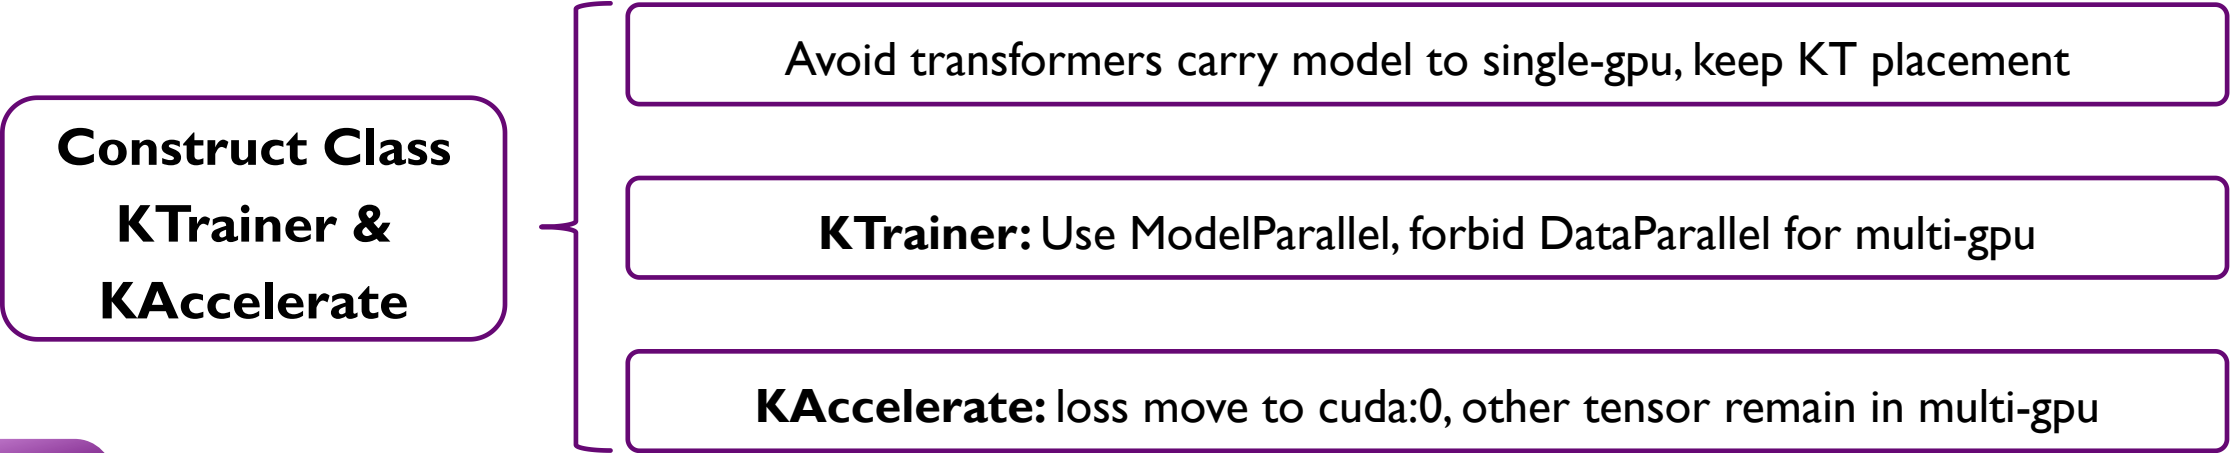 Construct Class
KTrainer &
KAccelerate
Avoid transformers carry model to single-gpu, keep KT placement
KTrainer: Use ModelParallel, forbid DataParallel for multi-gpu
KAccelerate: loss move to cuda:0, other tensor remain in multi-gpu